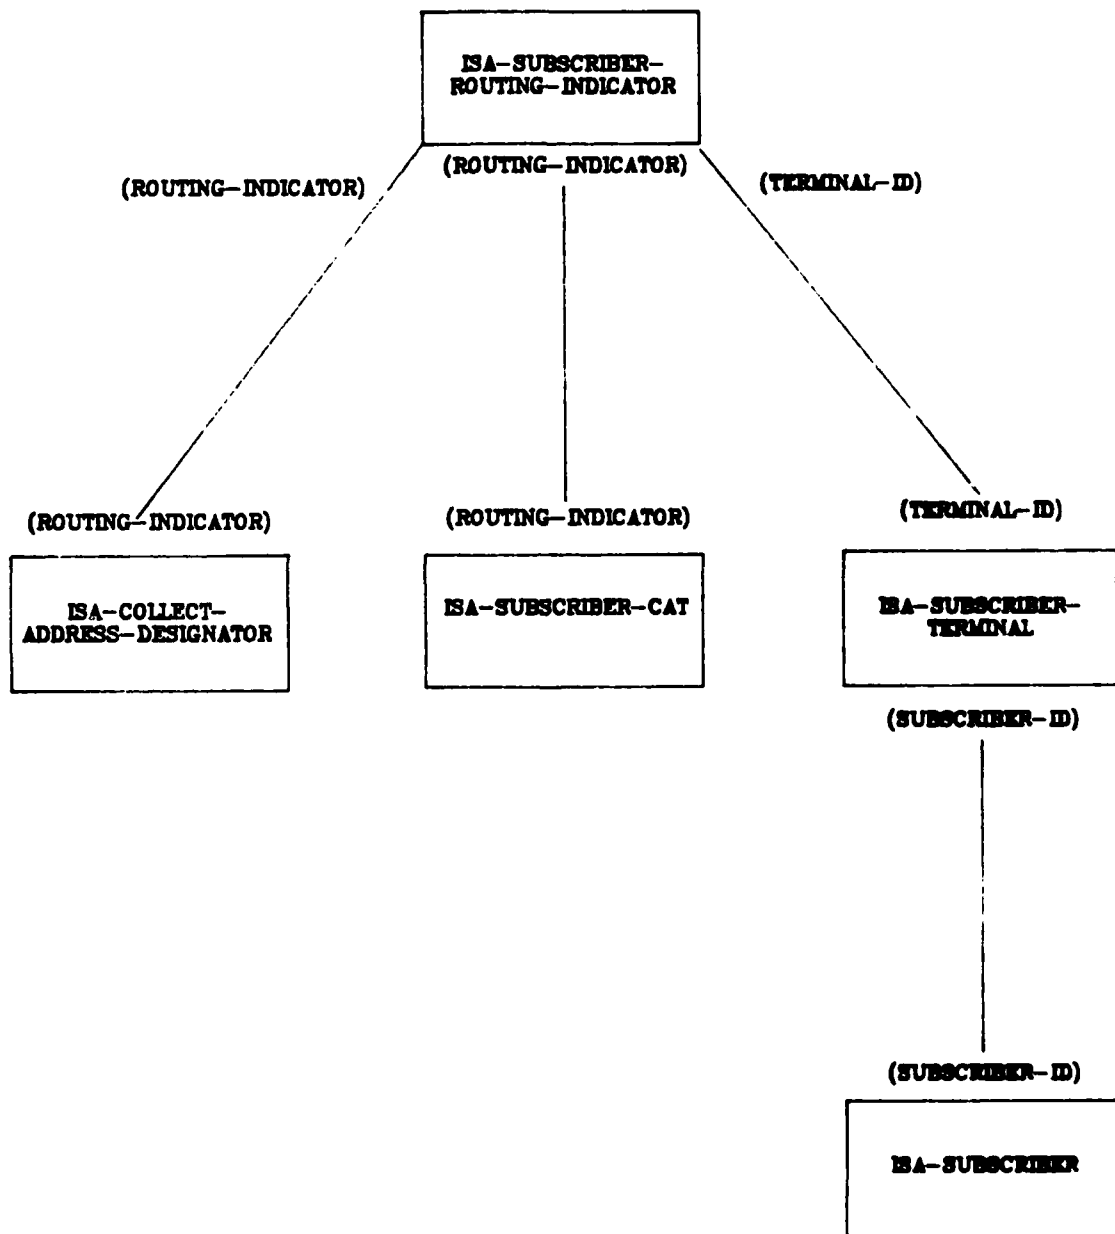 ISA-SUBSCRIBER-
ROUTING-INDICATOR
(ROUTING-INDICATOR)
(ROUTING-INDICATOR)
(TERMINAL-ID)
(ROUTING-INDICATOR)
(ROUTING-INDICATOR)
(TERMINAL-ID)
ISA-COLLECT-
ADDRESS-DESIGNATOR
ISA-SUBSCRIBER-CAT
ISA-SUBSCRIBER-
TERMINAL
(SUBSCRIBER-ID)
(SUBSCRIBER-ID)
ISA-SUBSCRIBER